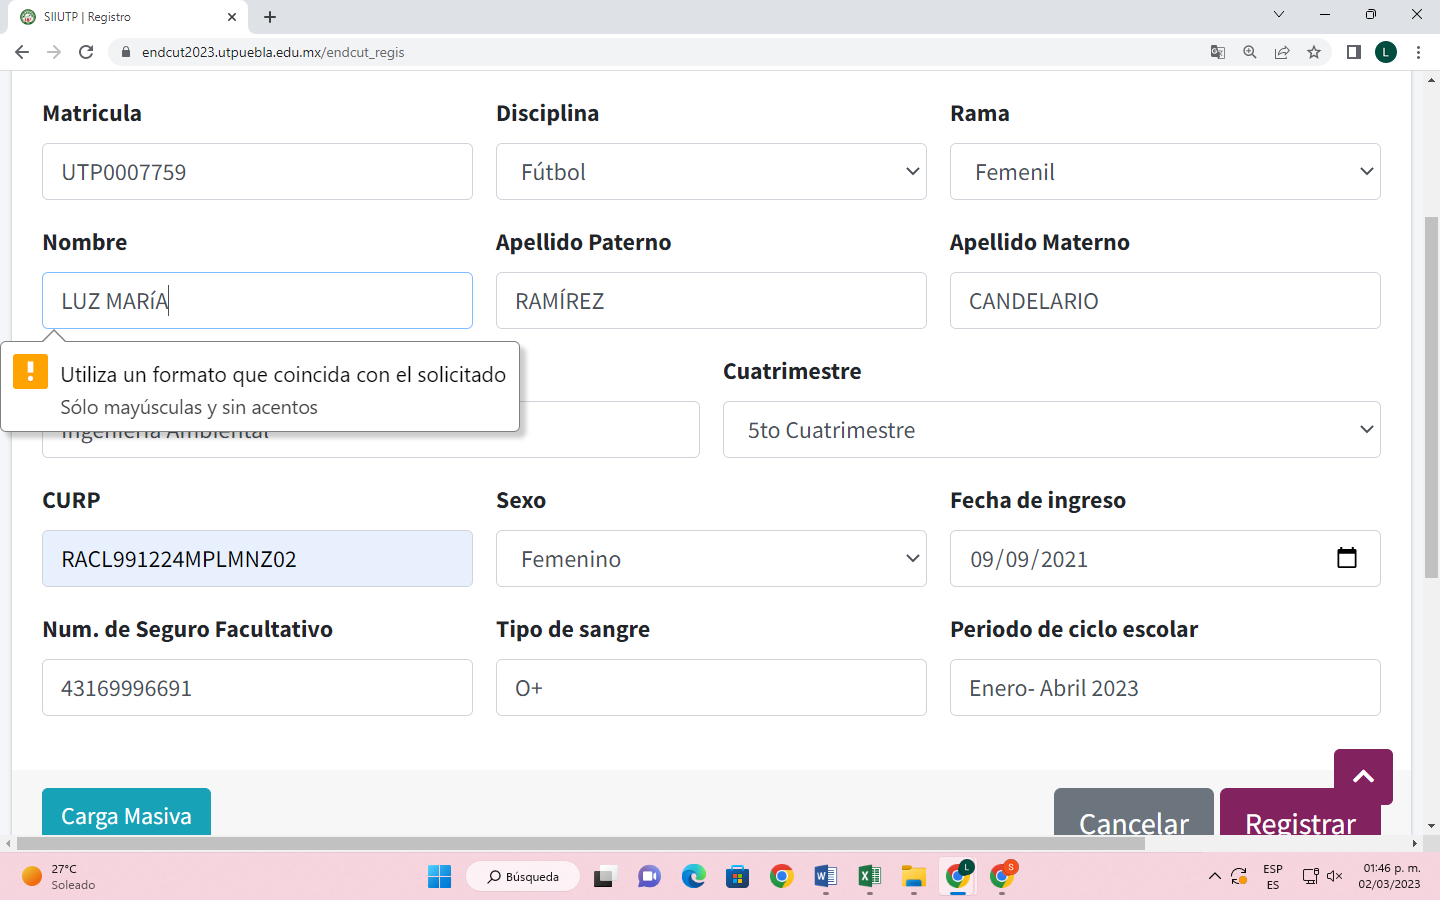 SIIUTP | Registro
endcut2023.utpuebla.edu.mx/endcut_regis
L
Matricula
Disciplina
Rama
UTP0007759
Fútbol
Femenil
Nombre
Apellido Paterno
Apellido Materno
LUZ MARíA
RAMÍREZ
CANDELARIO
Utiliza un formato que coincida con el solicitado
Sólo mayúsculas y sin acentos
Cuatrimestre
Ingeniería Ambiental
5to Cuatrimestre
CURP
Sexo
Fecha de ingreso
RACL991224MPLMNZ02
Femenino
09/09/2021
Num. de Seguro Facultativo
Tipo de sangre
Periodo de ciclo escolar
43169996691
O+
Enero- Abril 2023
Carga Masiva
Cancelar
Registrar
27°C
Soleado
Búsqueda
L
S
ESP
ES
01:46 p. m.
02/03/2023